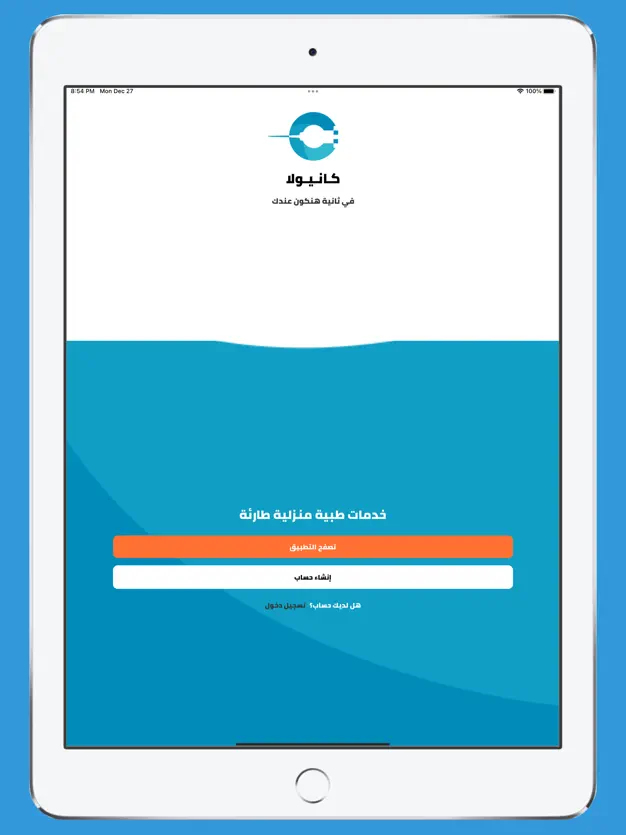 8:54 PM Mon Dec 27
100%
كانيولا
في ثانية هنكون عندك
خدمات طبية منزلية طارئة
تصفح التطبيق
إنشاء حساب
هل لديك حساب؟ تسجيل دخول